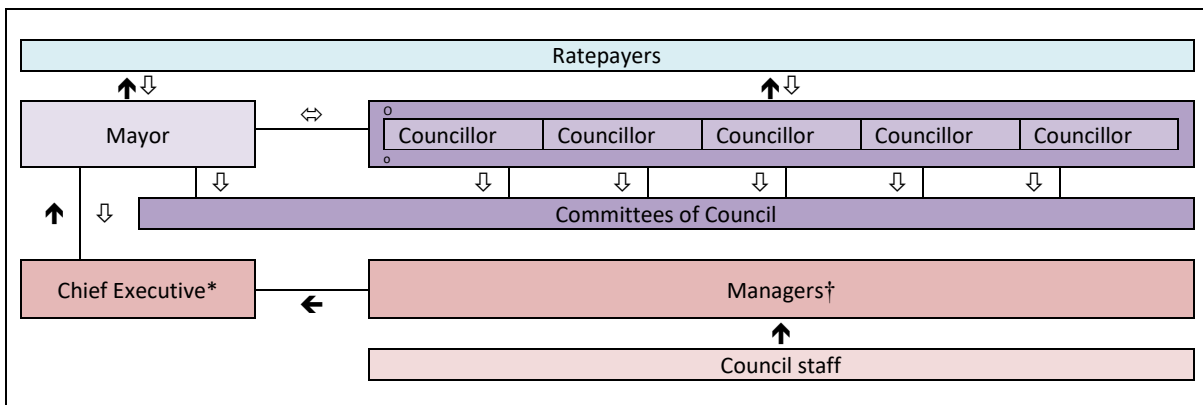 Ratepayers
Mayor
o
Councillor Councillor Councillor Councillor Councillor
o
Committees of Council
Chief Executive* Managers†
Council staff